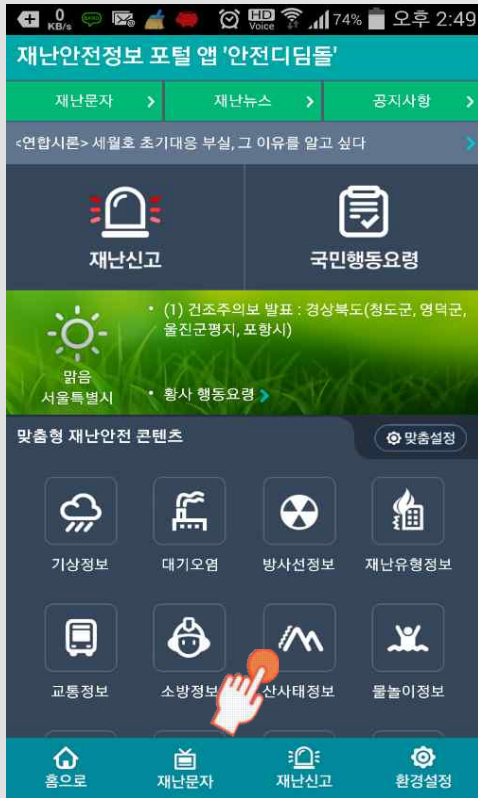 0 KB/s HD Voice 74% 오후 2:49
재난안전정보 포털 앱 '안전디딤돌'
재난문자 > 재난뉴스 > 공지사항 >
<연합시론> 세월호 초기대응 부실, 그 이유를 알고 싶다 >
재난신고 국민행동요령
• (1) 건조주의보 발표 : 경상북도(청도군, 영덕군,
울진군평지, 포항시)
맑음
서울특별시
• 황사 행동요령 >
맞춤형 재난안전 콘텐츠 맞춤설정
기상정보 대기오염 방사선정보 재난유형정보
교통정보 소방정보 산사태정보 물놀이정보
홈으로 재난문자 재난신고 환경설정